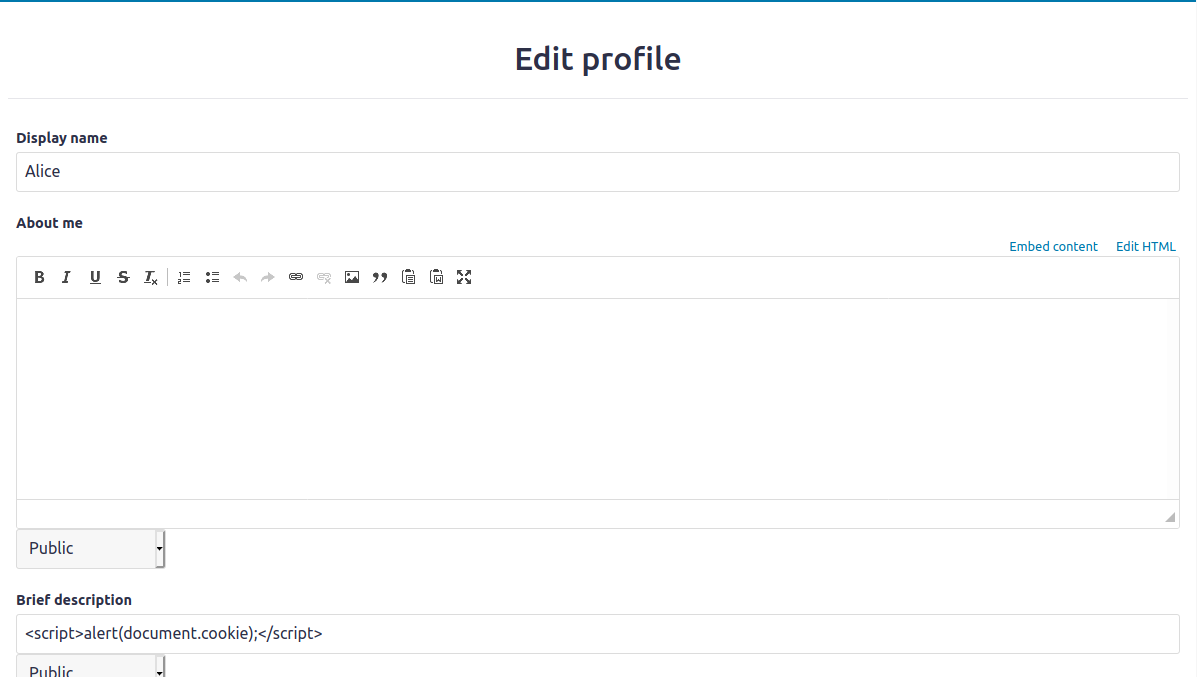 Edit profile
Display name
Alice
About me
Embed content Edit HTML
B I U S Ix
Public
Brief description
<script>alert(document.cookie);</script>
Public